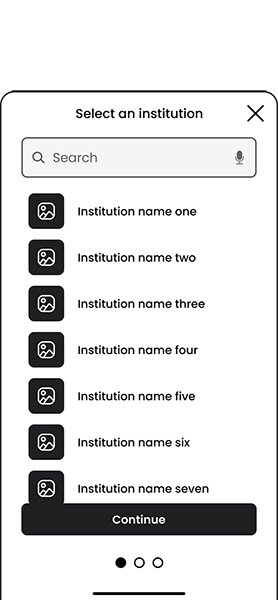 Select an institution
Search
Institution name one
Institution name two
Institution name three
Institution name four
Institution name five
Institution name six
Institution name seven
Continue